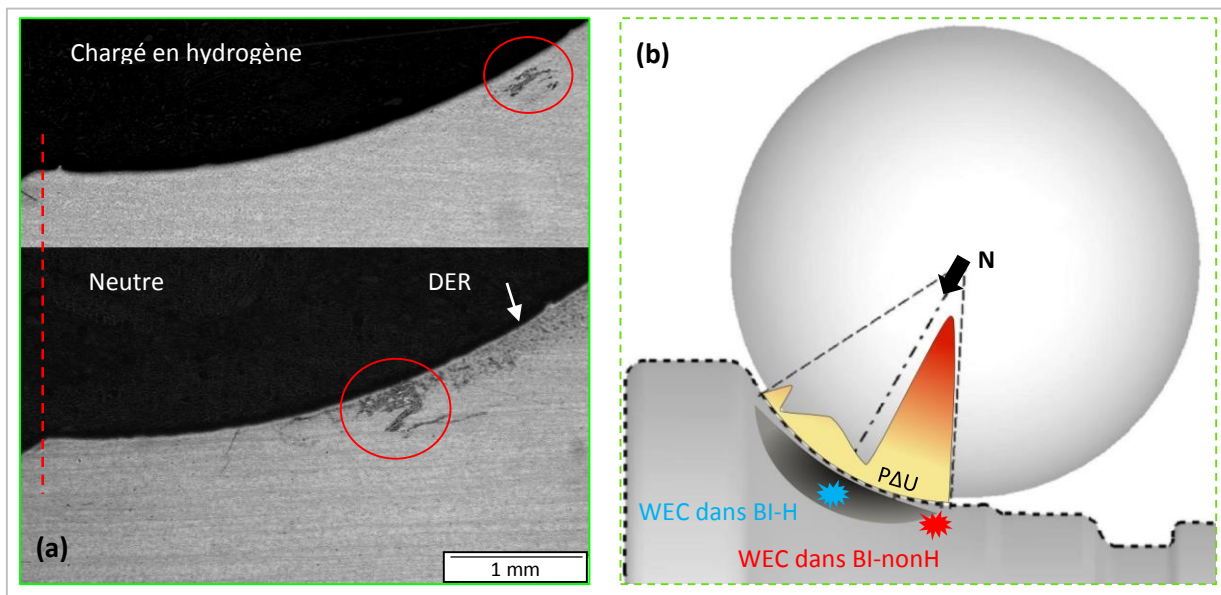 Chargé en hydrogène
Neutre
DER
(a)
1 mm
(b)
N
PΔU
WEC dans BI-H
WEC dans BI-nonH